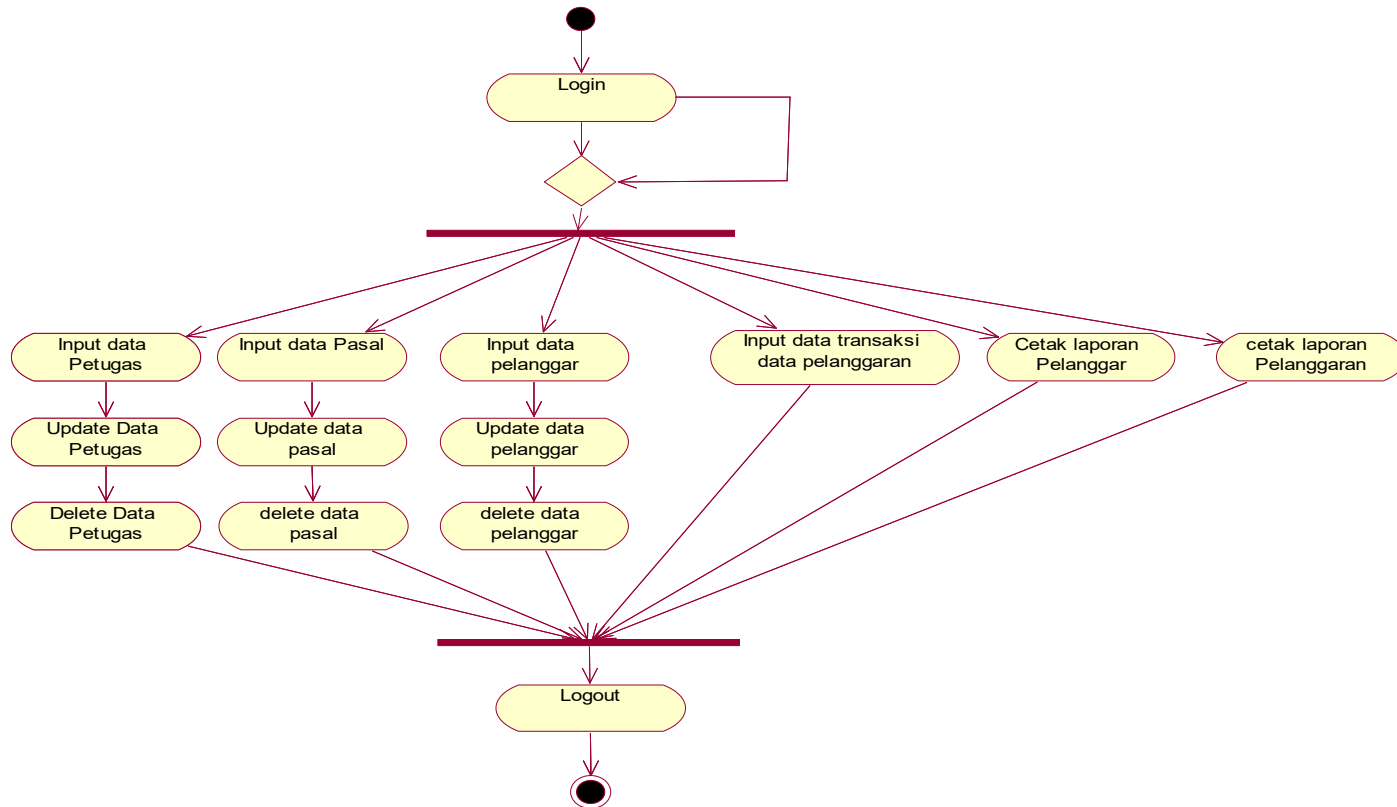 Login
Input data
Petugas
Input data Pasal
Input data
pelanggar
Input data transaksi
data pelanggaran
Cetak laporan
Pelanggar
cetak laporan
Pelanggaran
Update Data
Petugas
Update data
pasal
Update data
pelanggar
Delete Data
Petugas
delete data
pasal
delete data
pelanggar
Logout